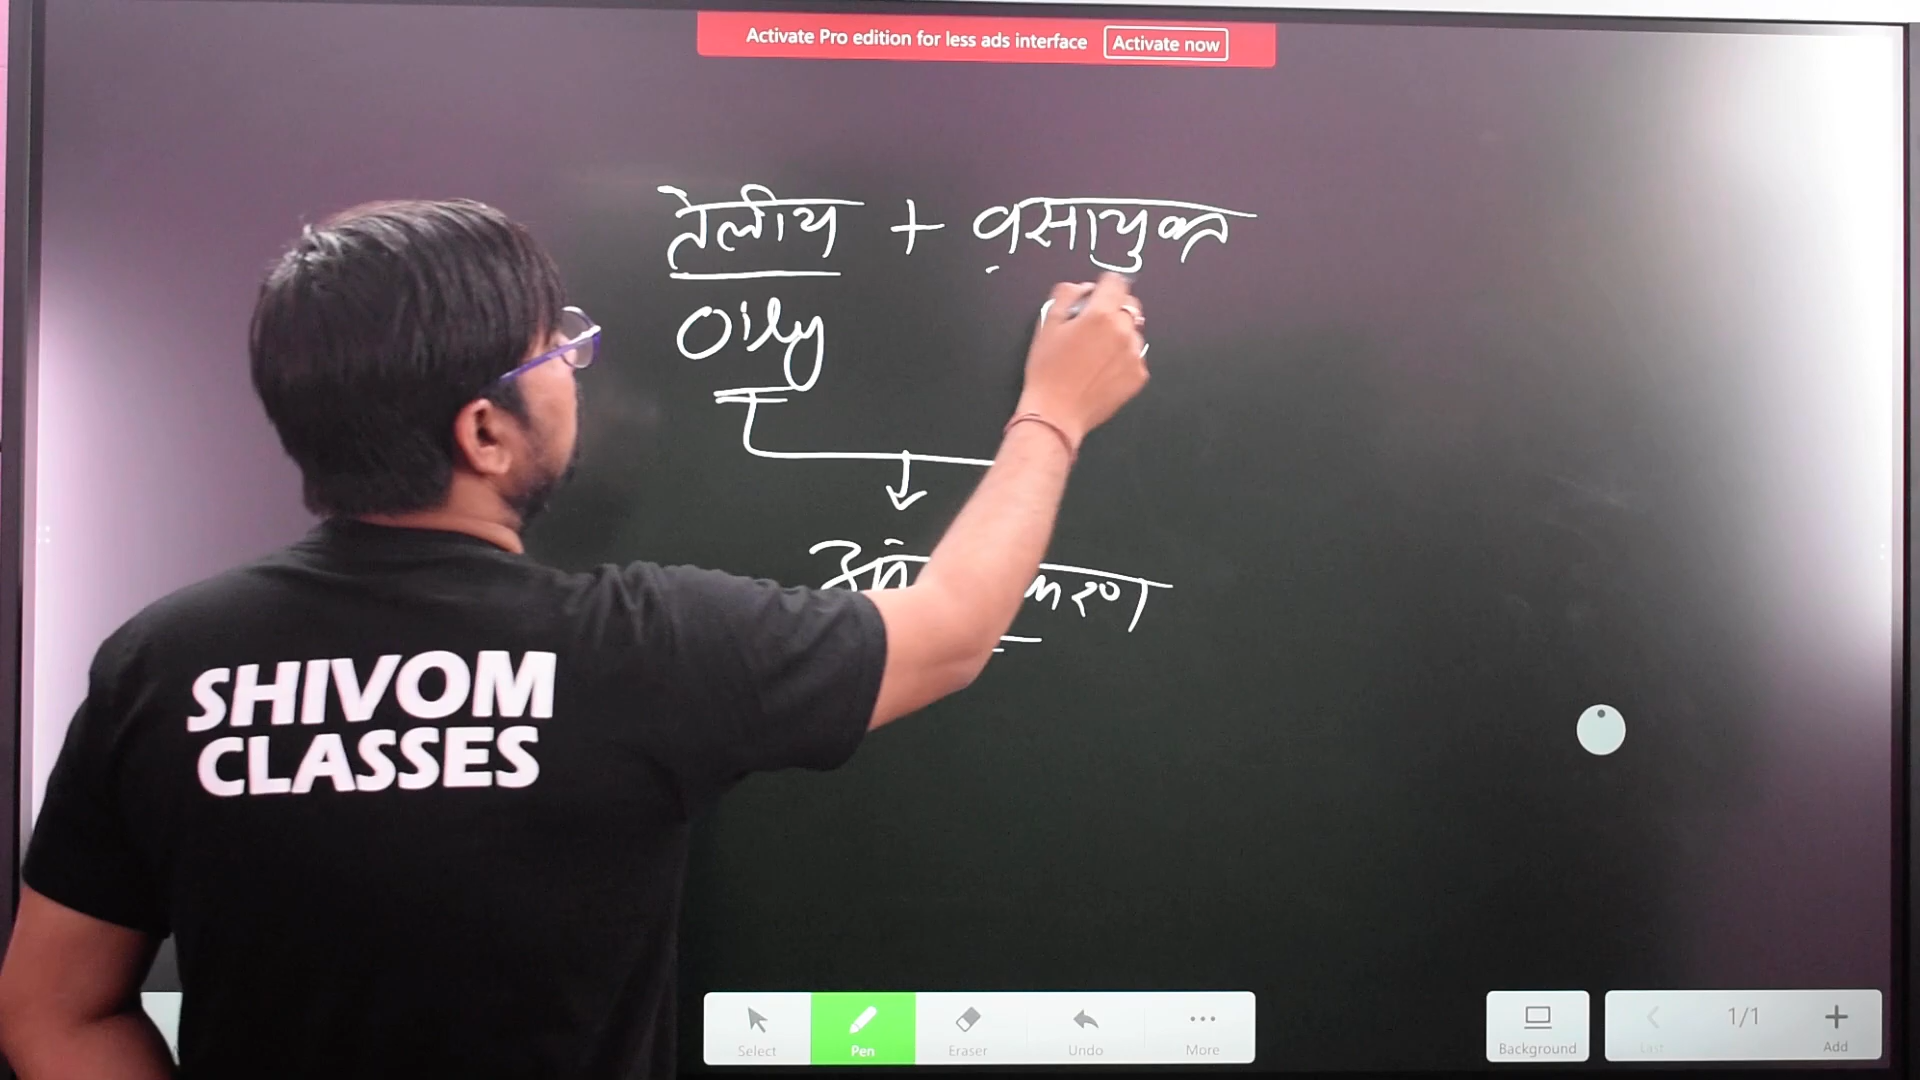 Activate Pro edition for less ads interface Activate now
तेलीय + वसायुक्त
Oily
SHIVOM
CLASSES
Select Pen Eraser Undo More
Background
Last 1/1 Add